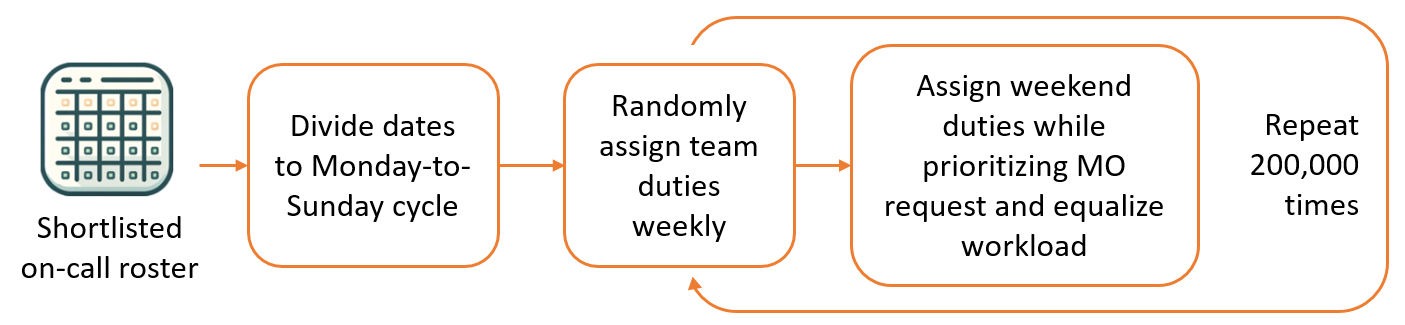 Shortlisted
on-call roster
Divide dates
to Monday-to-
Sunday cycle
Randomly
assign team
duties
weekly
Assign weekend
duties while
prioritizing MO
request and equalize
workload
Repeat
200,000
times